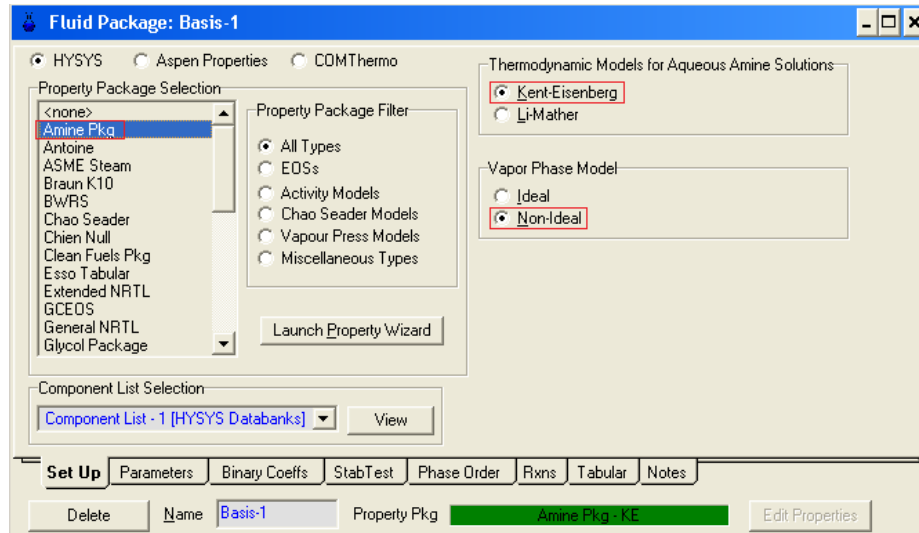 Fluid Package: Basis-1
HYSYS Aspen Properties COMThermo
Property Package Selection
<none>
Amine Pkg
Antoine
ASME Steam
Braun K10
BWRS
Chao Seader
Chien Null
Clean Fuels Pkg
Esso Tabular
Extended NRTL
GCEOS
General NRTL
Glycol Package
Property Package Filter
All Types
EOSs
Activity Models
Chao Seader Models
Vapour Press Models
Miscellaneous Types
Launch Property Wizard
Component List Selection
Component List - 1 [HYSYS Databanks] View
Thermodynamic Models for Aqueous Amine Solutions
Kent-Eisenberg
Li-Mather
Vapor Phase Model
Ideal
Non-Ideal
Set Up Parameters Binary Coeffs StabTest Phase Order Rxns Tabular Notes
Delete Name Basis-1 Property Pkg Amine Pkg - KE Edit Properties